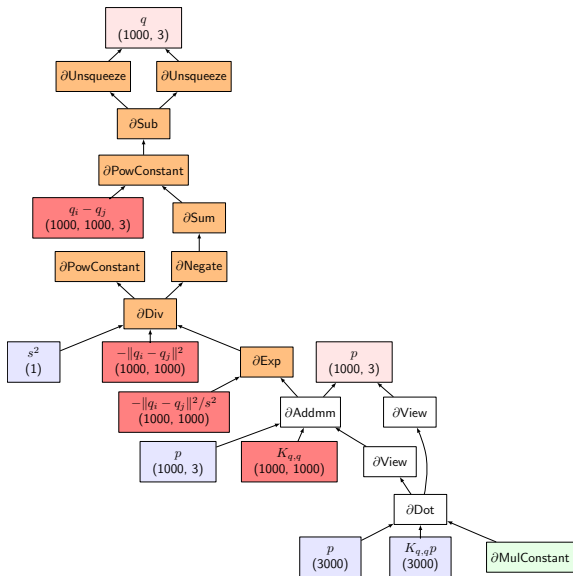 q
(1000, 3)
∂Unsqueeze
∂Unsqueeze
∂Sub
∂PowConstant
q_i − q_j
(1000, 1000, 3)
∂Sum
∂PowConstant
∂Negate
∂Div
s²
(1)
−‖q_i − q_j‖²
(1000, 1000)
∂Exp
p
(1000, 3)
−‖q_i − q_j‖²/s²
(1000, 1000)
∂Addmm
∂View
p
(1000, 3)
K_{q,q}
(1000, 1000)
∂View
∂Dot
p
(3000)
K_{q,q}p
(3000)
∂MulConstant